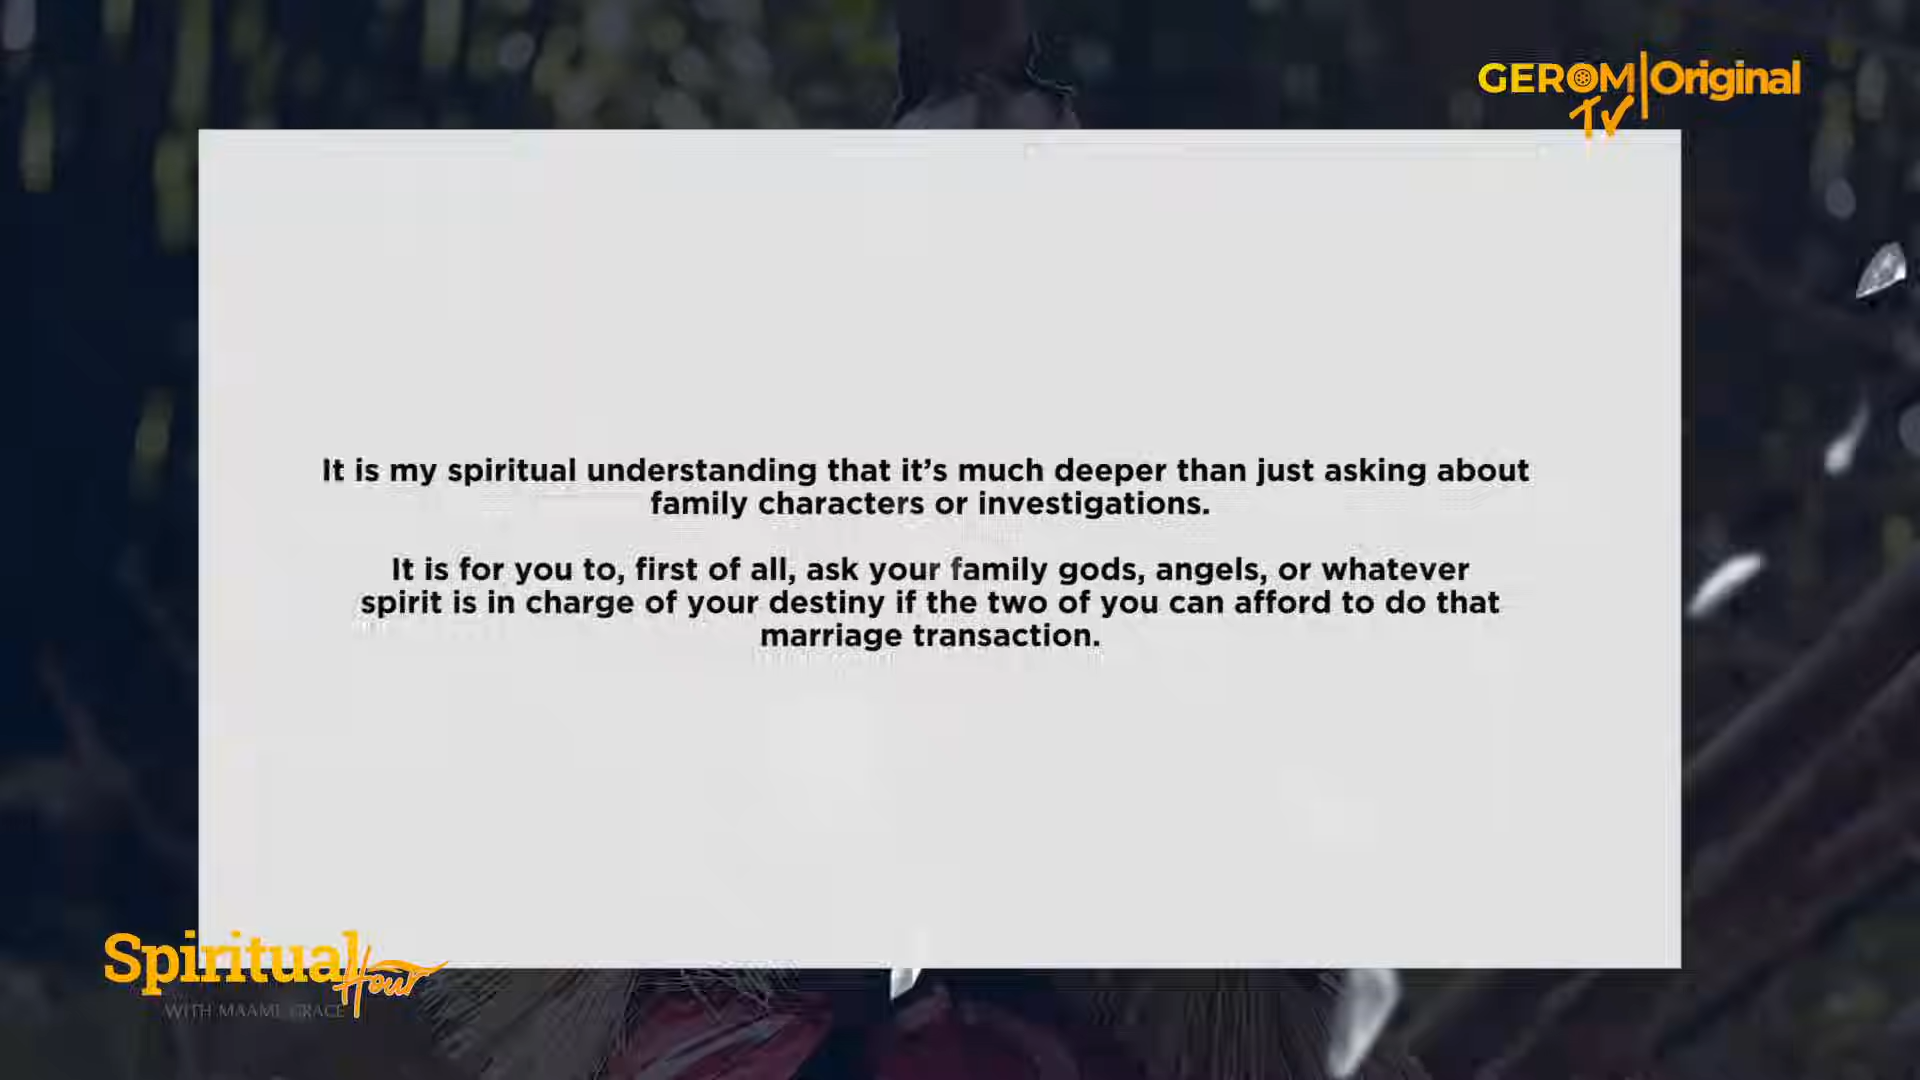 GEROM Original
TV
It is my spiritual understanding that it’s much deeper than just asking about
family characters or investigations.
It is for you to, first of all, ask your family gods, angels, or whatever
spirit is in charge of your destiny if the two of you can afford to do that
marriage transaction.
Spiritual
Hour
WITH MAAME GRACE